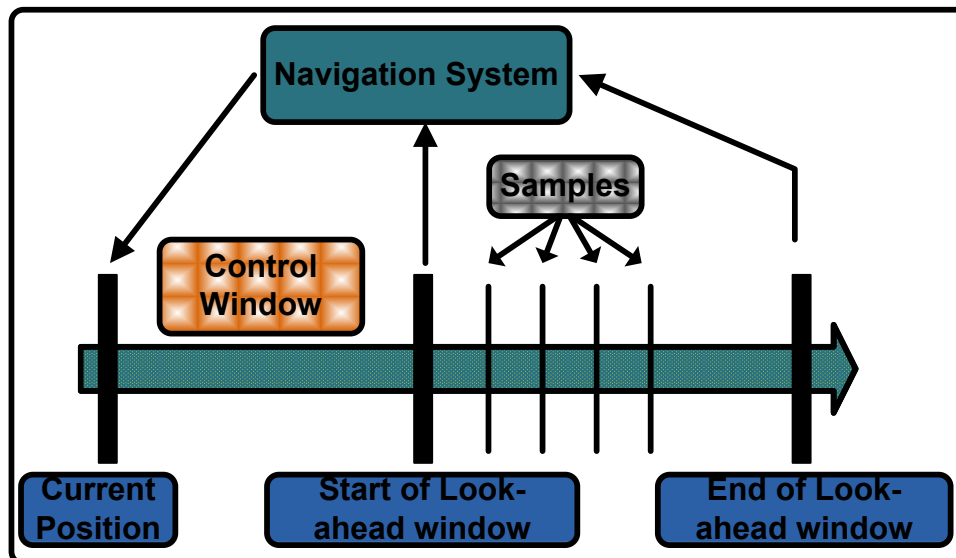 Navigation System
Samples
Control
Window
Current
Position
Start of Look-
ahead window
End of Look-
ahead window